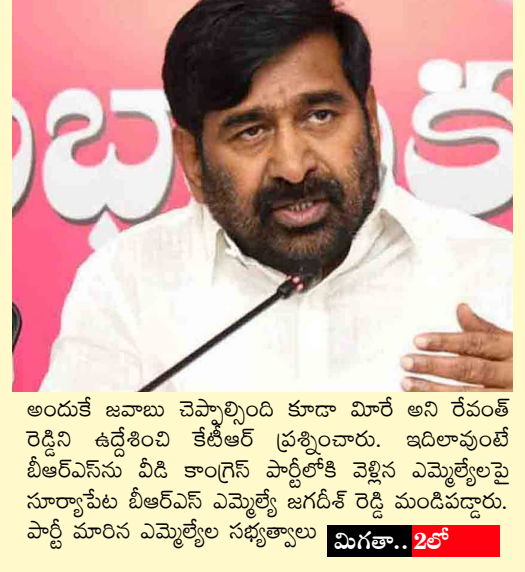 అందుకే జవాబు చెప్పాల్సింది కూడా మీరే అని రేవంత్
రెడ్డిని ఉద్దేశించి కేటీఆర్ ప్రశ్నించారు. ఇదిలావుంటే
బీఆర్ఎస్‌ను వీడి కాంగ్రెస్ పార్టీలోకి వెళ్లిన ఎమ్మెల్యేలపై
సూర్యాపేట బీఆర్ఎస్ ఎమ్మెల్యే జగదీశ్ రెడ్డి మండిపడ్డారు.
పార్టీ మారిన ఎమ్మెల్యేల సభ్యత్వాలు మిగతా.. 2లో